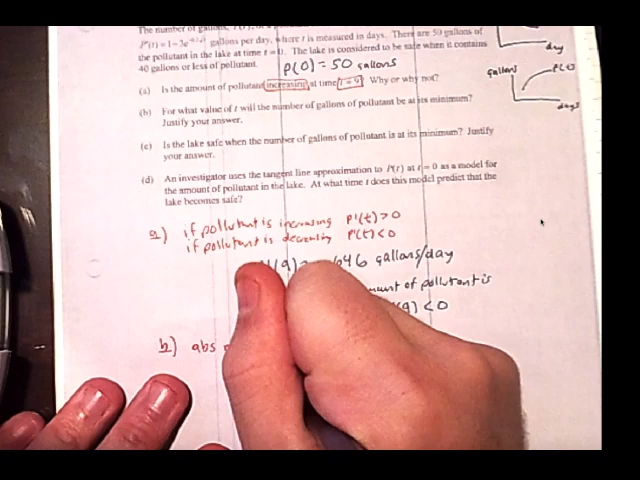 The number of gallons, P(t), of a
gallons per day, where t is measured in days. There are 50 gallons of
the pollutant in the lake at time t = 0. The lake is considered to be safe when it contains
40 gallons or less of pollutant.
P(0) = 50 gallons
(a) Is the amount of pollutant increasing at time t = 9? Why or why not?
(b) For what value of t will the number of gallons of pollutant be at its minimum?
Justify your answer.
(c) Is the lake safe when the number of gallons of pollutant is at its minimum? Justify
your answer.
(d) An investigator uses the tangent line approximation to P(t) at t = 0 as a model for
the amount of pollutant in the lake. At what time t does this model predict that the
lake becomes safe?
day
gallons
P(t)
days
a) if pollutant is increasing P'(t) > 0
if pollutant is decreasing P'(t) < 0
646 gallons/day
amount of pollutant is
(9) < 0
b) abs